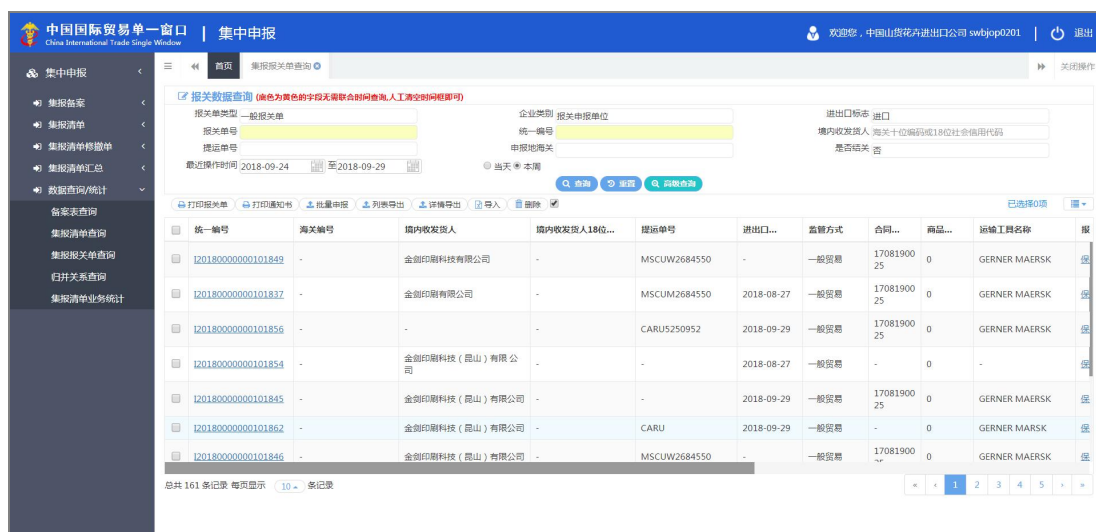 中国国际贸易单一窗口 | 集中申报
China International Trade Single Window
欢迎您，中国山货花卉进出口公司 swbjop0201 | 退出
集中申报
集报备案
集报清单
集报清单修撤单
集报清单汇总
数据查询/统计
备案表查询
集报清单查询
集报报关单查询
归并关系查询
集报清单业务统计
首页 集报报关单查询 关闭操作
报关数据查询 (底色为黄色的字段无需联合时间查询,人工清空时间框即可)
报关单类型 一般报关单 企业类别 报关申报单位 进出口标志 进口
报关单号 统一编号 境内收发货人 海关十位编码或18位社会信用代码
提运单号 申报地海关 是否结关 否
最近操作时间 2018-09-24 至 2018-09-29 当天 本周
查询 重置 高级查询
打印报关单 打印通知书 批量申报 列表导出 详情导出 导入 删除 已选择0项
统一编号 海关编号 境内收发货人 境内收发货人18位... 提运单号 进出口... 监管方式 合同... 商品... 运输工具名称 报
I20180000000101849 - 金剑印刷科技有限公司 - MSCUW2684550 - 一般贸易 1708190025 0 GERNER MAERSK 保
I20180000000101837 - 金剑印刷有限公司 - MSCUM2684550 2018-08-27 一般贸易 1708190025 0 GERNER MAERSK 保
I20180000000101856 - - - CARU5250952 2018-09-29 一般贸易 1708190025 0 GERNER MAERSK 保
I20180000000101854 - 金剑印刷科技（昆山）有限 公司 - - 2018-08-27 一般贸易 - 0 - 保
I20180000000101845 - 金剑印刷科技（昆山）有限公司 - - 2018-09-29 一般贸易 1708190025 0 GERNER MAERSK 保
I20180000000101862 - 金剑印刷科技（昆山）有限公司 - CARU 2018-09-29 一般贸易 - 0 GERNER MARSK 保
I20180000000101846 - 金剑印刷科技（昆山）有限公司 - MSCUW2684550 - 一般贸易 17081900 0 GERNER MAERSK 保
总共 161 条记录 每页显示 10 条记录 « ‹ 1 2 3 4 5 › »